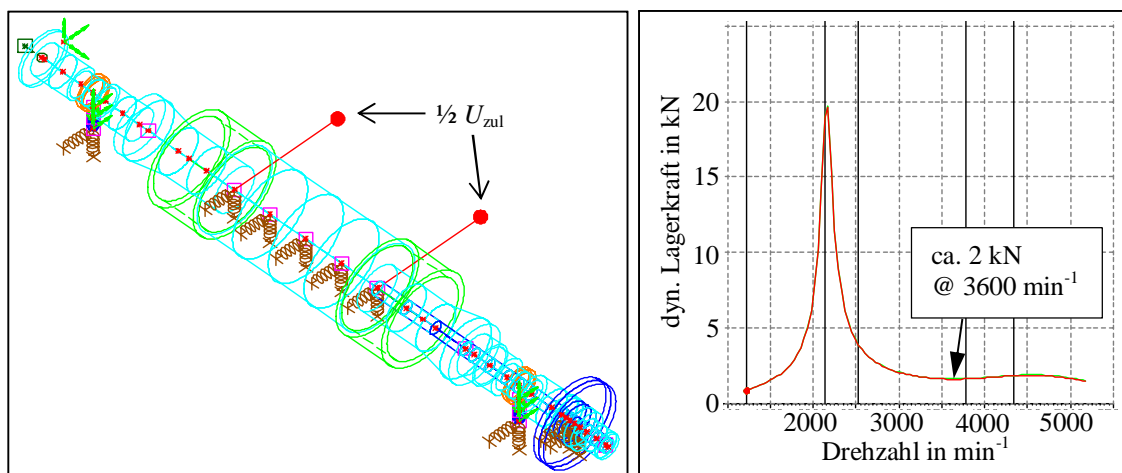 ½ U_zul
dyn. Lagerkraft in kN
20
15
10
5
0
ca. 2 kN
@ 3600 min⁻¹
2000 3000 4000 5000
Drehzahl in min⁻¹